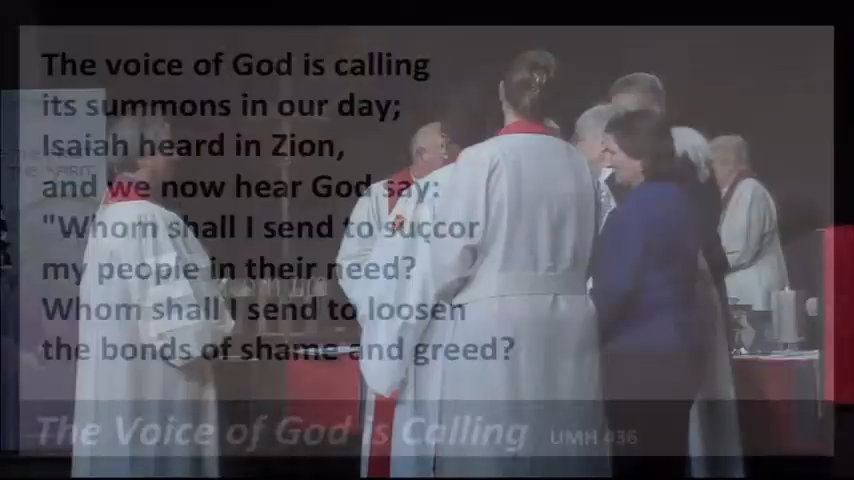 The voice of God is calling
its summons in our day;
Isaiah heard in Zion,
and we now hear God say:
"Whom shall I send to succor
my people in their need?
Whom shall I send to loosen
the bonds of shame and greed?
The Voice of God is Calling UMH 436
THE SPIRIT